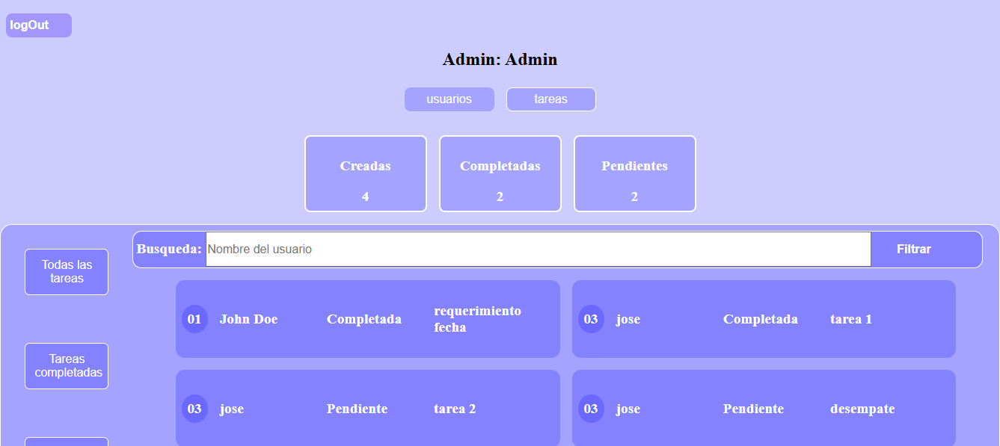 logOut
Admin: Admin
usuarios
tareas
Creadas
4
Completadas
2
Pendientes
2
Busqueda:
Nombre del usuario
Filtrar
Todas las
tareas
Tareas
completadas
01 John Doe Completada requerimiento
fecha
03 jose Completada tarea 1
03 jose Pendiente tarea 2
03 jose Pendiente desempate